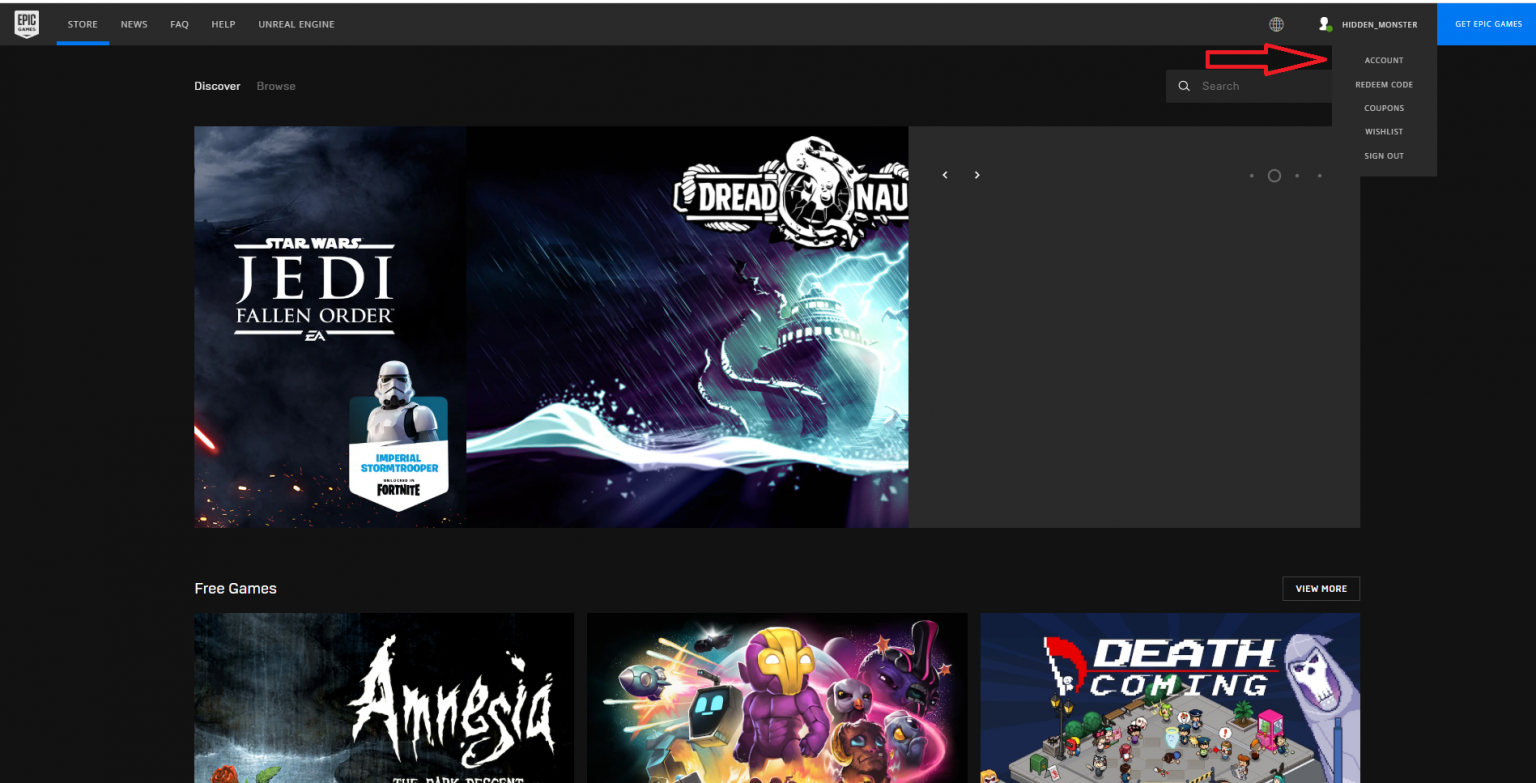 EPIC
GAMES
STORE
NEWS
FAQ
HELP
UNREAL ENGINE
HIDDEN_MONSTER
GET EPIC GAMES
ACCOUNT
REDEEM CODE
COUPONS
WISHLIST
SIGN OUT
Discover
Browse
Search
STAR WARS
JEDI
FALLEN ORDER
EA
IMPERIAL
STORMTROOPER
UNLOCKED IN
FORTNITE
DREAD NAU
Free Games
VIEW MORE
Amnesia
THE DARK DESCENT
DEATH
COMING